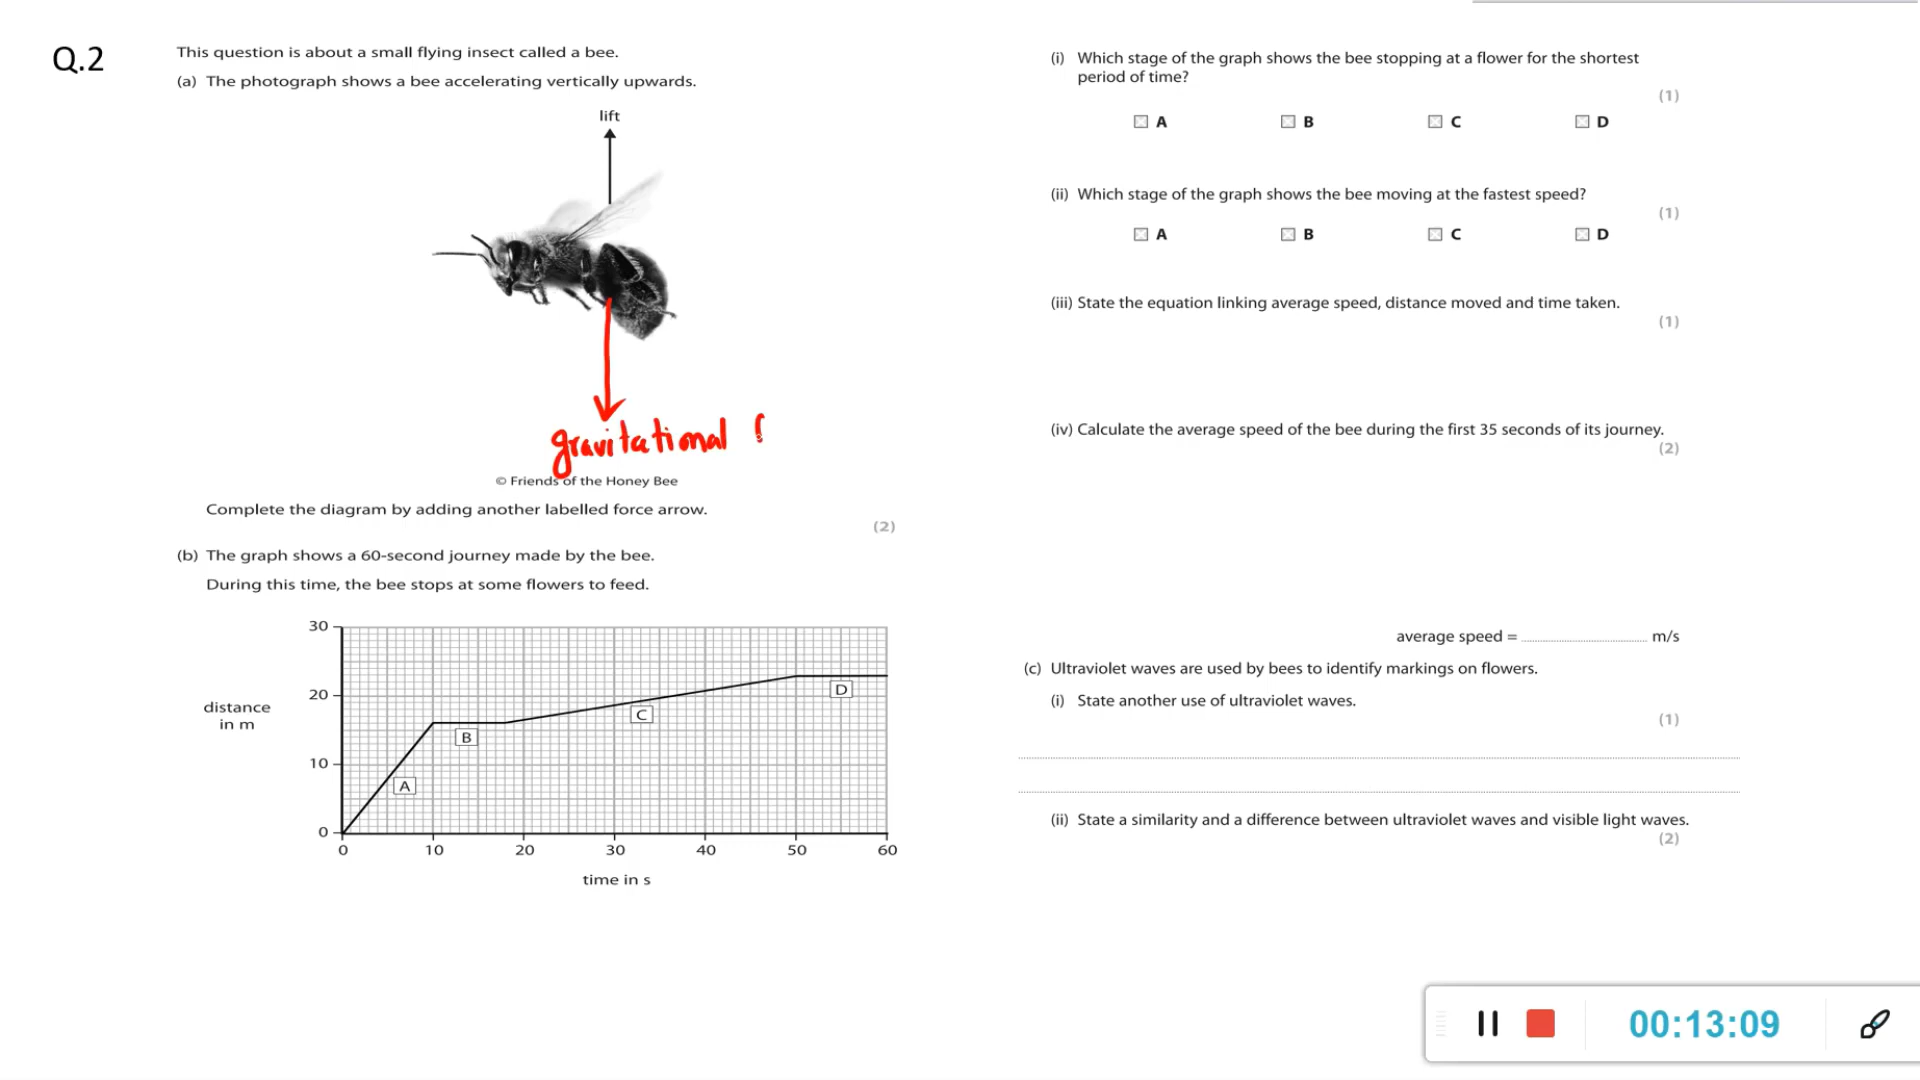 Q.2
This question is about a small flying insect called a bee.
(a) The photograph shows a bee accelerating vertically upwards.
lift
gravitational
© Friends of the Honey Bee
Complete the diagram by adding another labelled force arrow.
(2)
(b) The graph shows a 60-second journey made by the bee.
During this time, the bee stops at some flowers to feed.
30
20
10
0
distance
in m
A
B
C
D
0 10 20 30 40 50 60
time in s
(i) Which stage of the graph shows the bee stopping at a flower for the shortest
period of time?
(1)
A B C D
(ii) Which stage of the graph shows the bee moving at the fastest speed?
(1)
A B C D
(iii) State the equation linking average speed, distance moved and time taken.
(1)
(iv) Calculate the average speed of the bee during the first 35 seconds of its journey.
(2)
average speed = ........................ m/s
(c) Ultraviolet waves are used by bees to identify markings on flowers.
(i) State another use of ultraviolet waves.
(1)
(ii) State a similarity and a difference between ultraviolet waves and visible light waves.
(2)
00:13:09